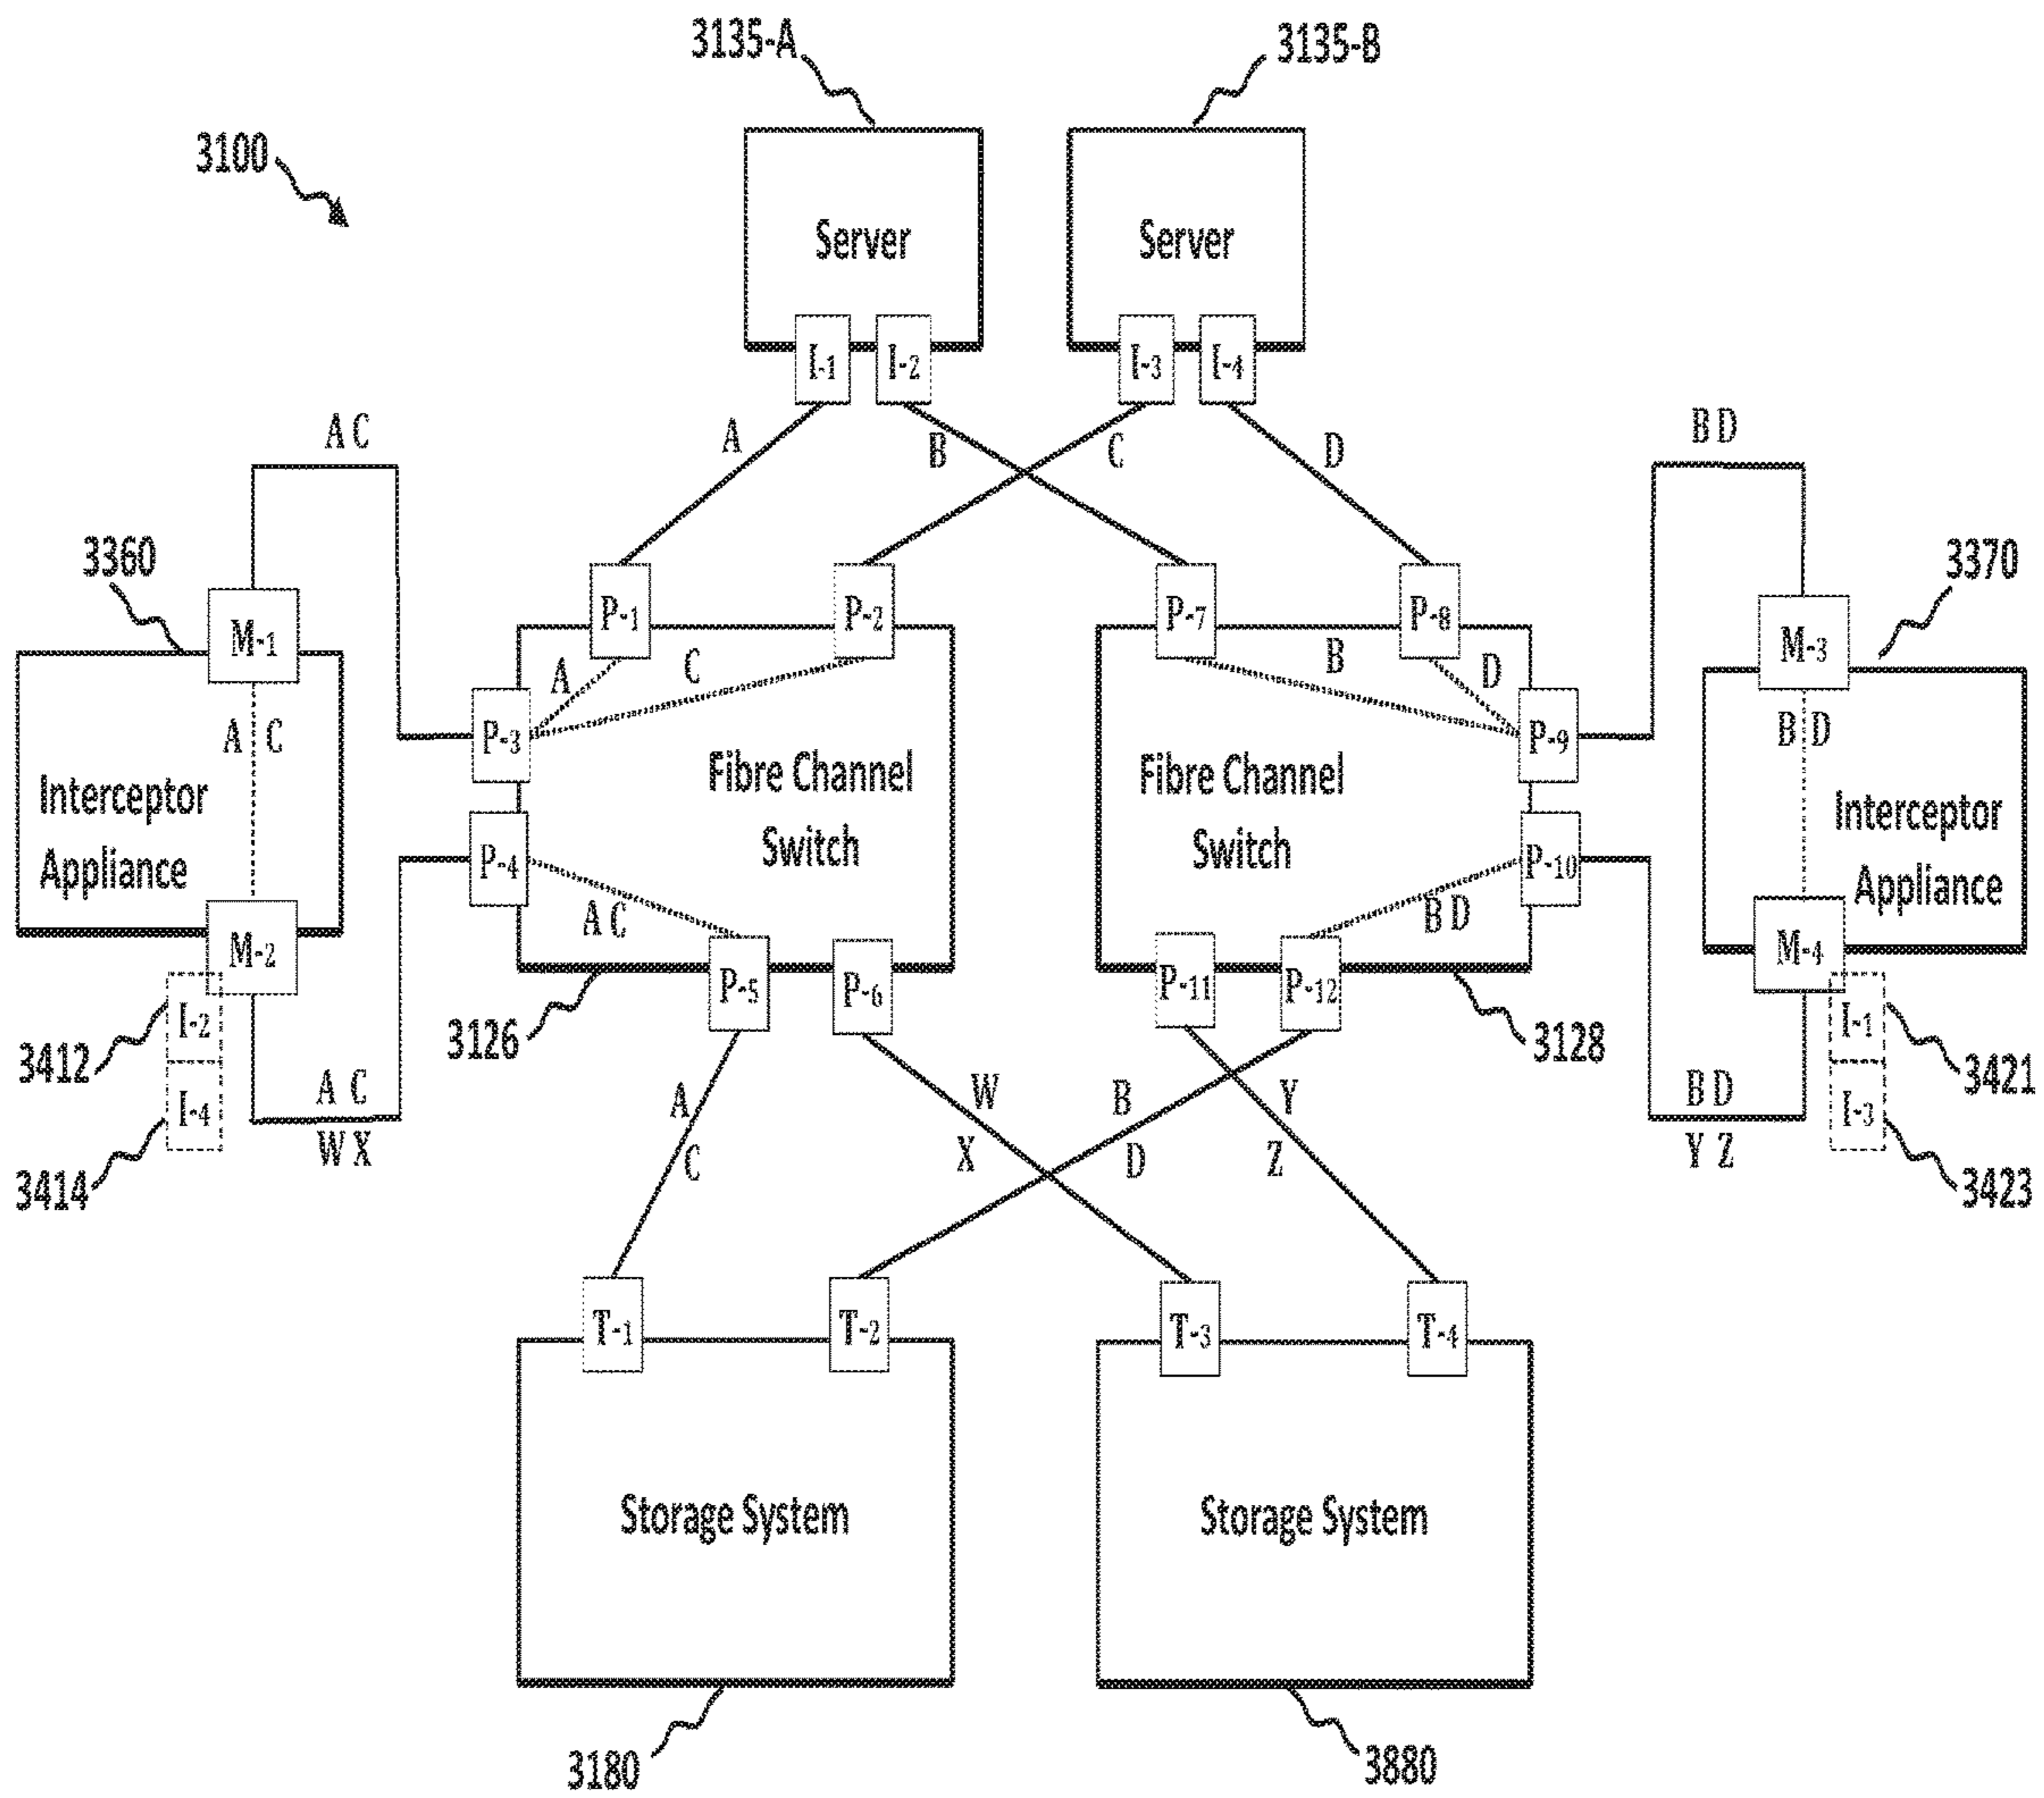 3135-A
3135-B
3100
Server
Server
I-1
I-2
I-3
I-4
A C
A
B
C
D
B D
3360
3370
M-1
P-1
P-2
P-7
P-8
M-3
A
C
B
D
A C
P-3
P-9
B D
Interceptor
Appliance
Fibre Channel
Switch
Fibre Channel
Switch
Interceptor
Appliance
P-4
P-10
A C
B D
M-2
P-5
P-6
P-11
P-12
M-4
I-2
I-4
3412
3414
3126
3128
I-1
I-3
3421
3423
A C
W X
A
C
W
X
B
D
Y
Z
B D
Y Z
T-1
T-2
T-3
T-4
Storage System
Storage System
3180
3880